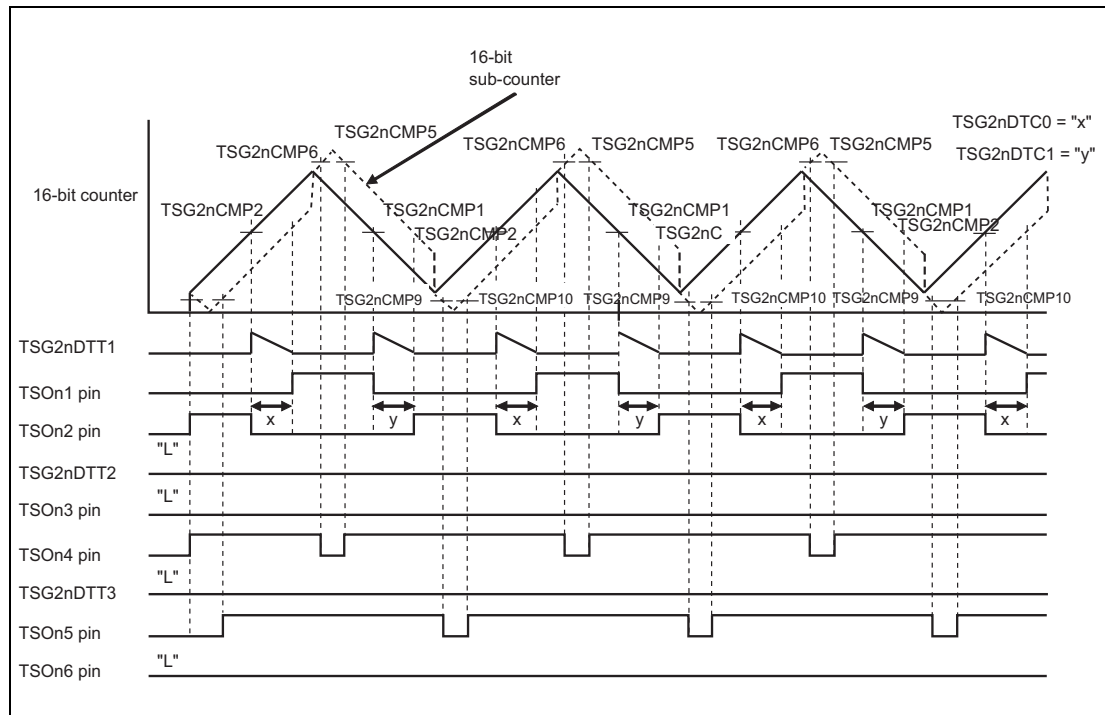 16-bit
sub-counter
TSG2nCMP5
TSG2nCMP6
TSG2nCMP6
TSG2nCMP5
TSG2nCMP6
TSG2nCMP5
TSG2nDTC0 = "x"
TSG2nDTC1 = "y"
16-bit counter
TSG2nCMP2
TSG2nCMP1
TSG2nCMP2
TSG2nCMP1
TSG2nC
TSG2nCMP1
TSG2nCMP2
TSG2nCMP9
TSG2nCMP10
TSG2nCMP9
TSG2nCMP10
TSG2nCMP9
TSG2nCMP10
TSG2nDTT1
TSOn1 pin
x
y
x
y
x
y
x
TSOn2 pin
"L"
TSG2nDTT2
"L"
TSOn3 pin
TSOn4 pin
"L"
TSG2nDTT3
TSOn5 pin
"L"
TSOn6 pin